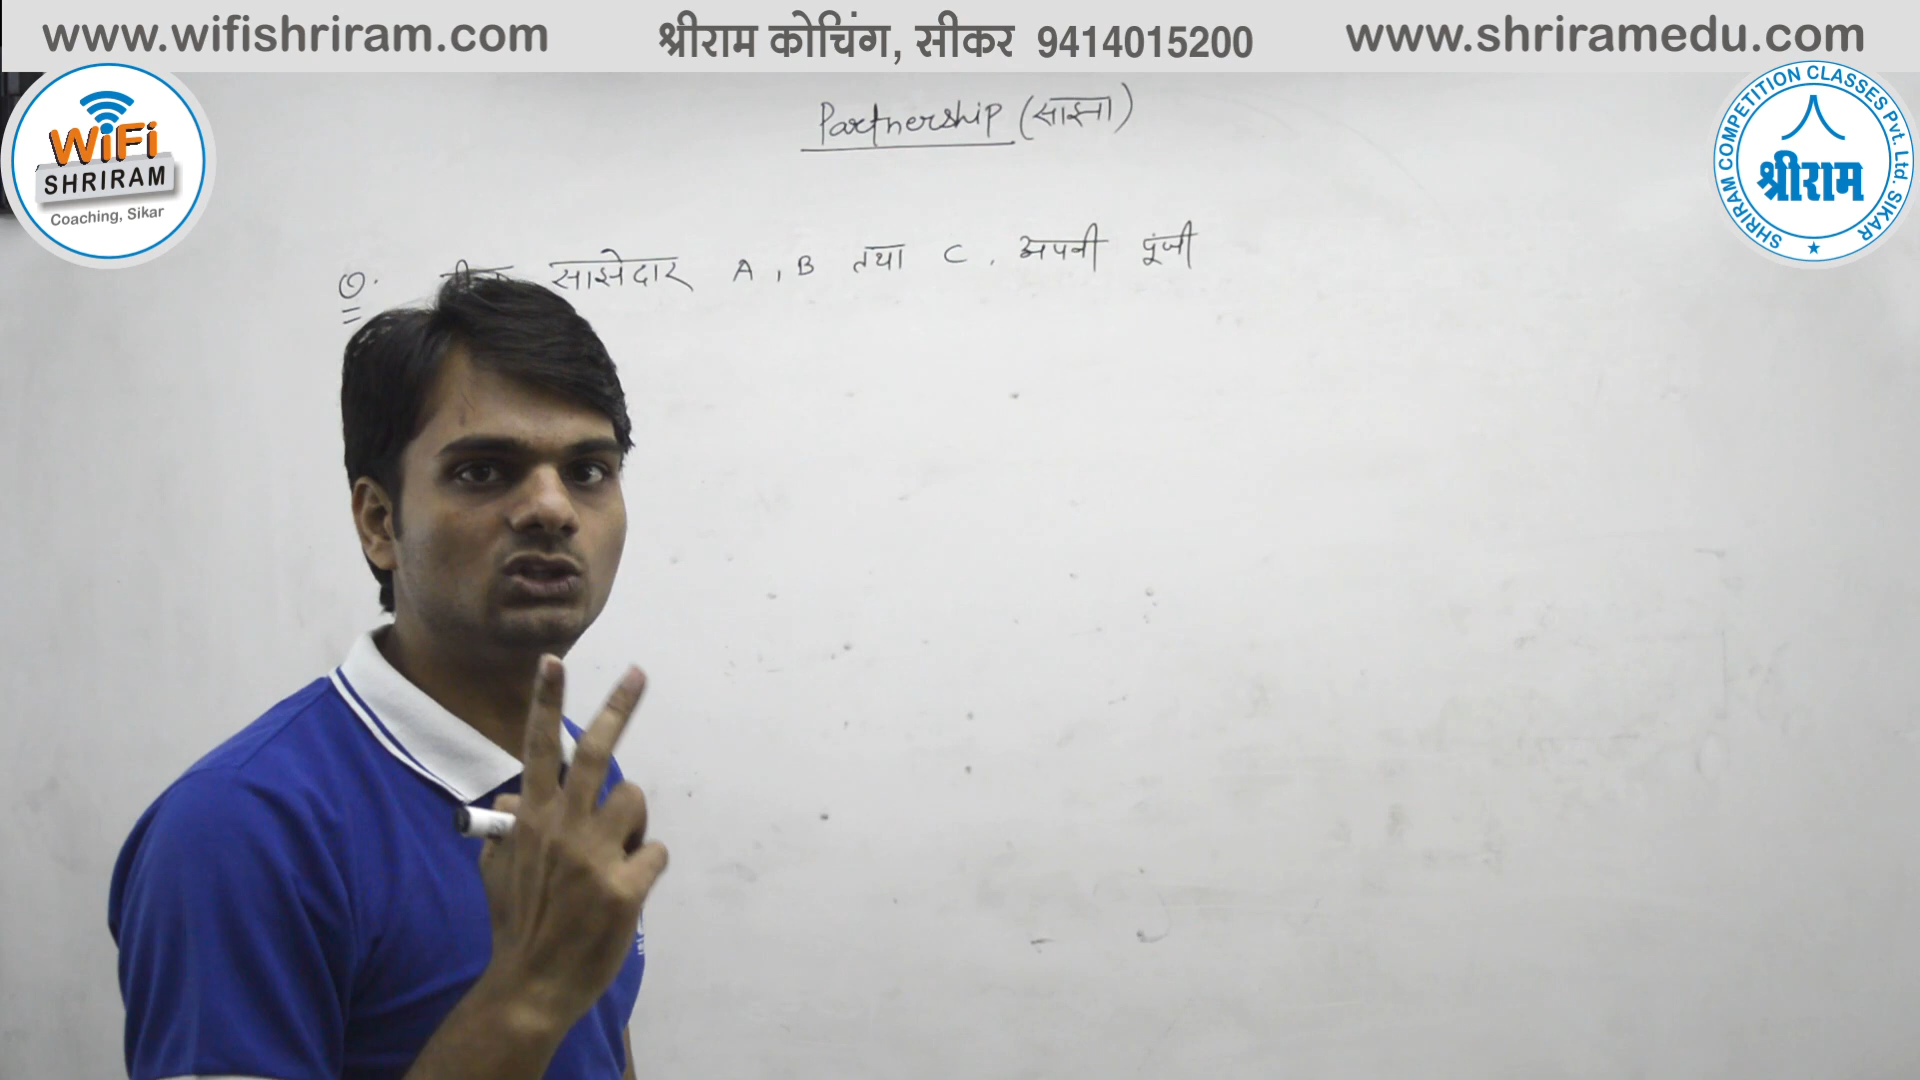 www.wifishriram.com
श्रीराम कोचिंग, सीकर 9414015200
www.shriramedu.com
WiFi
SHRIRAM
Coaching, Sikar
SHRIRAM COMPETITION CLASSES Pvt. Ltd. SIKAR
श्रीराम
Partnership (साझा)
Q. साझेदार A, B तथा C, अपनी पूंजी